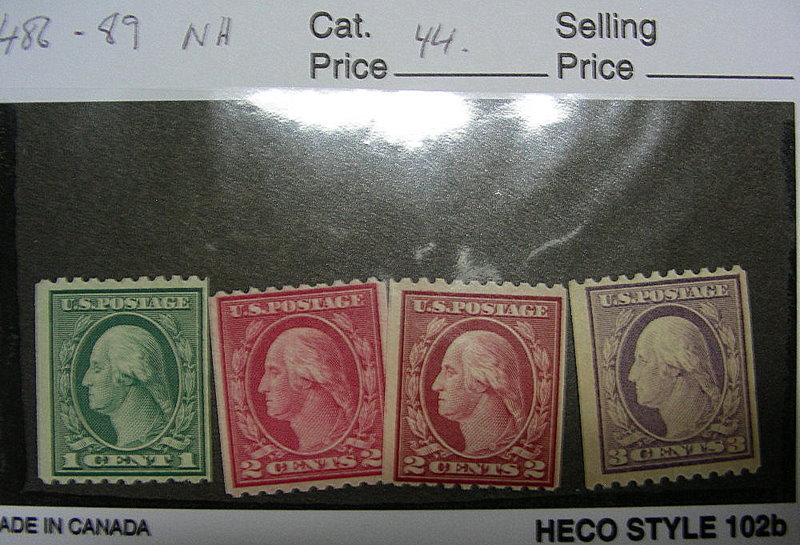 486-89 NH
Cat.
Price 44.
Selling
Price
U.S. POSTAGE
1 CENT 1
U.S. POSTAGE
2 CENTS 2
U.S. POSTAGE
2 CENTS 2
U.S. POSTAGE
3 CENTS 3
ADE IN CANADA
HECO STYLE 102b